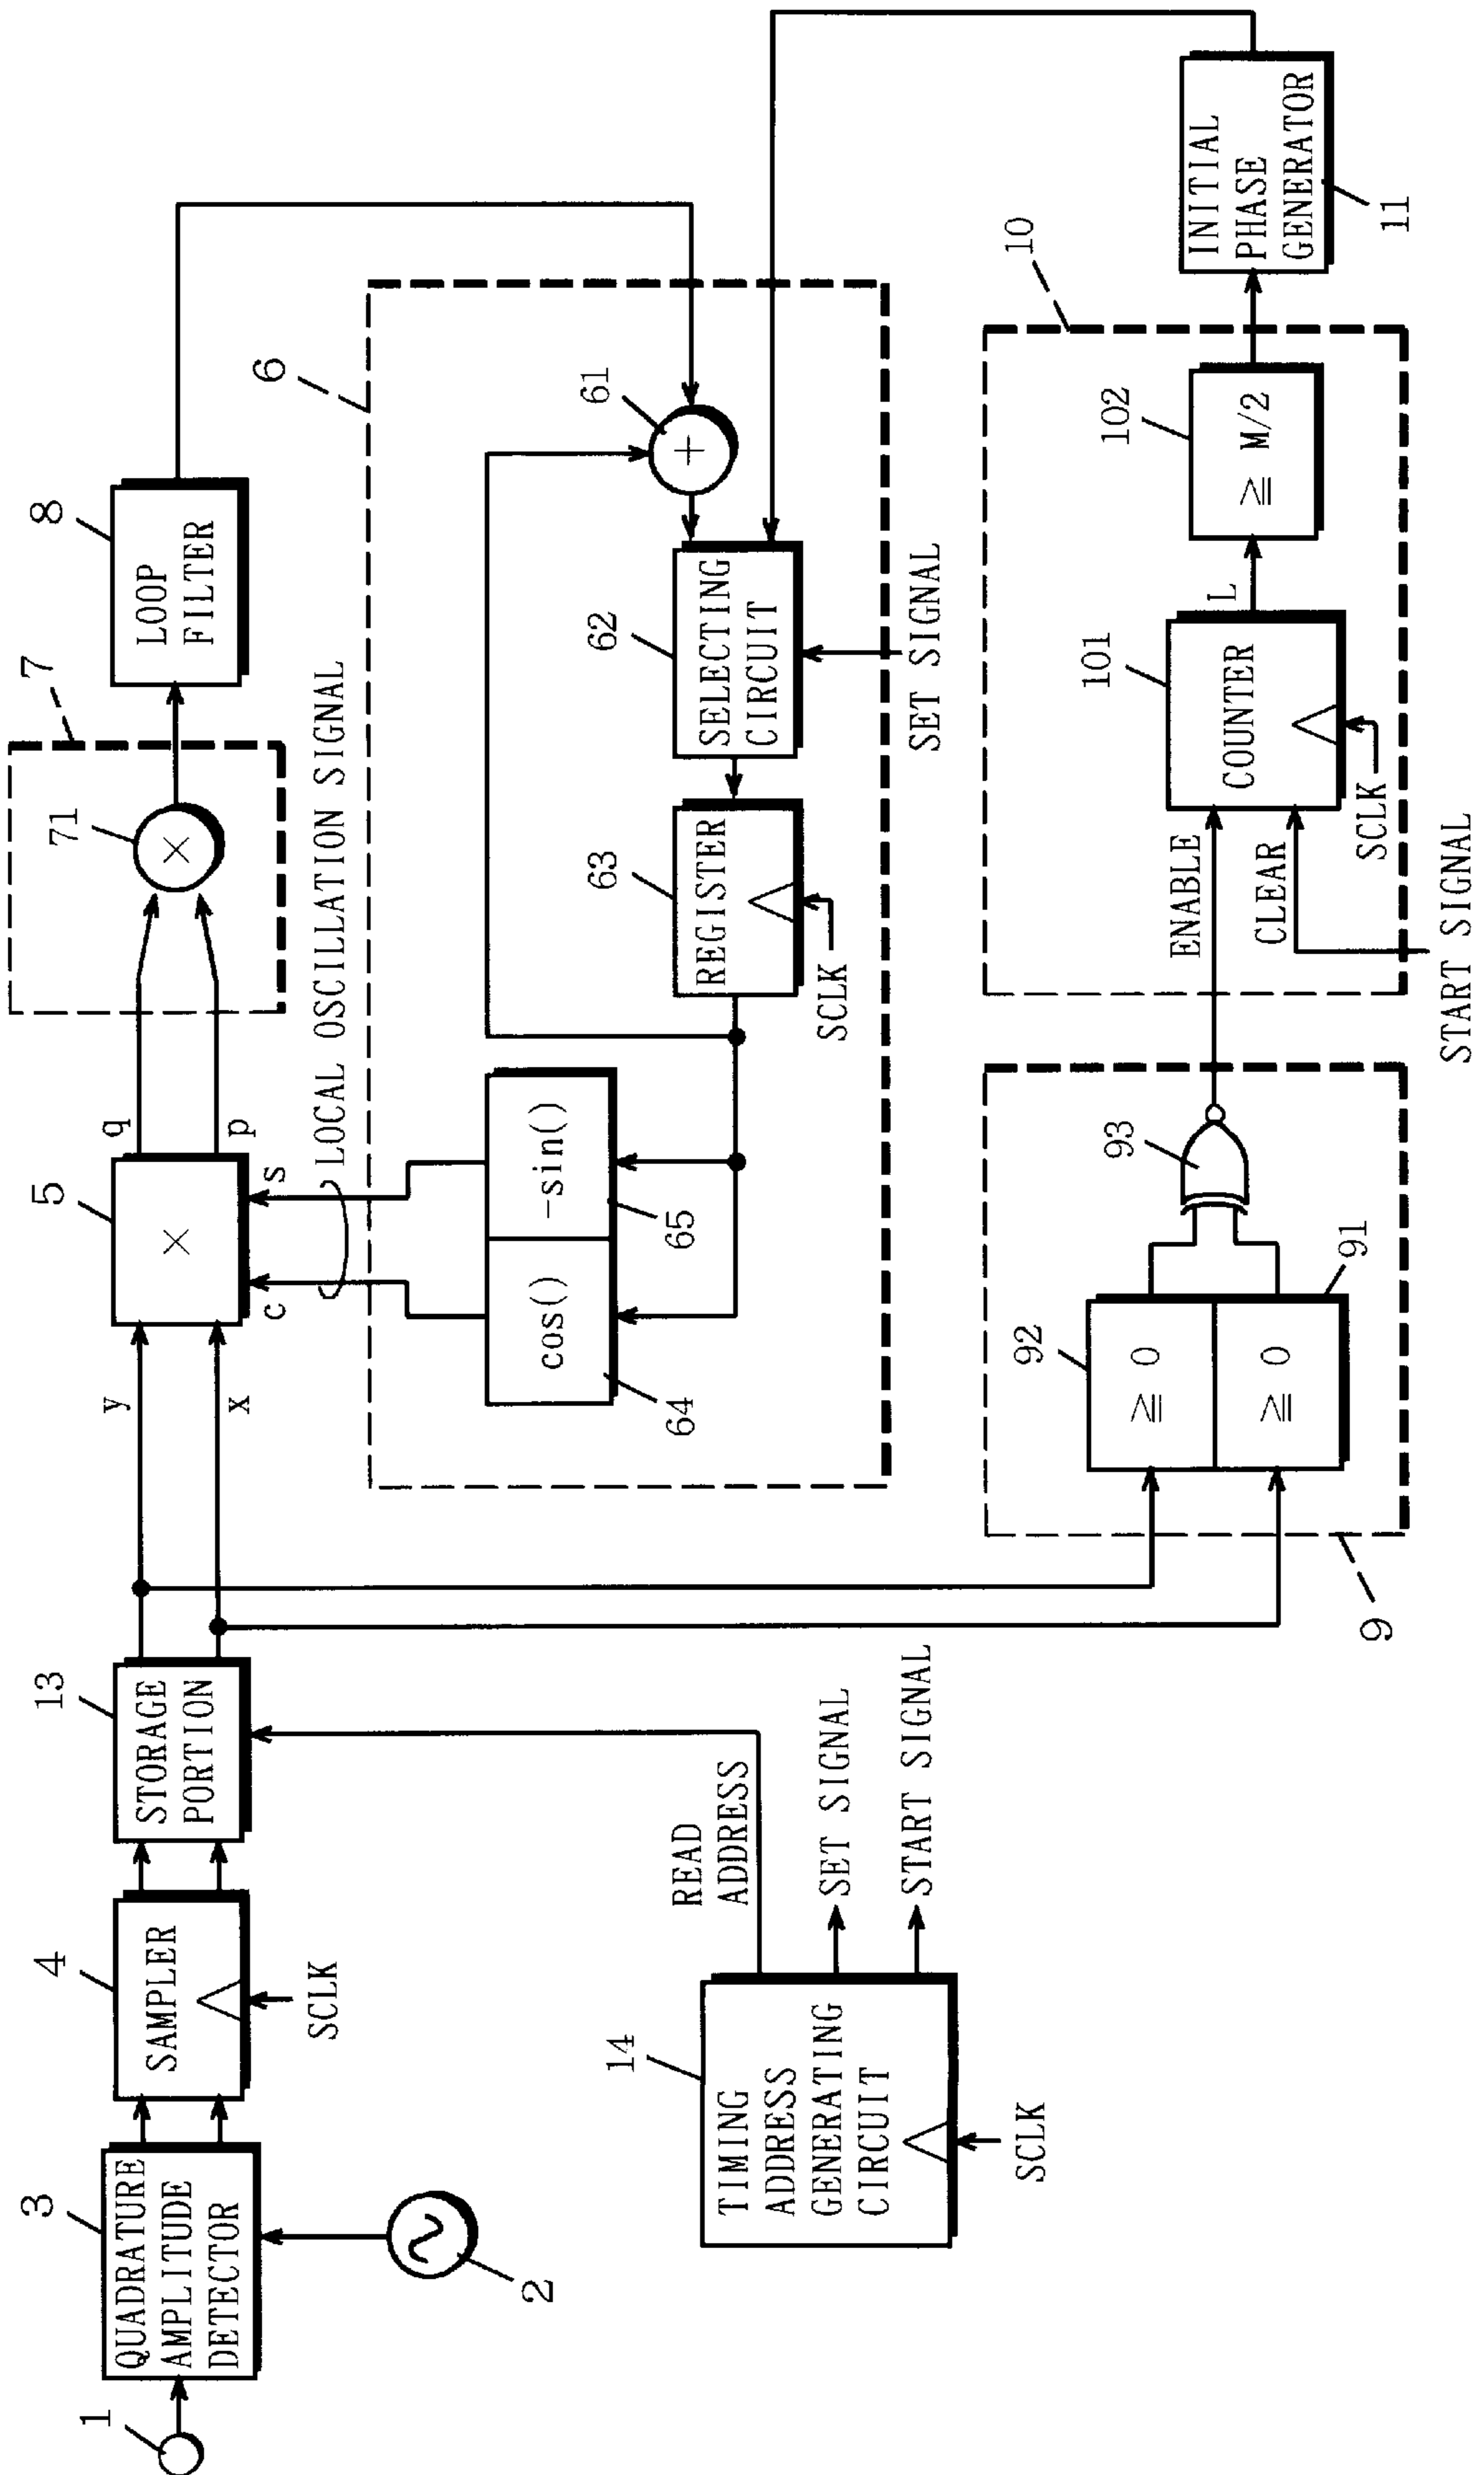 1
3
QUADRATURE
AMPLITUDE
DETECTOR
2
4
SAMPLER
SCLK
13
STORAGE
PORTION
y
x
5
×
q
p
c
s
LOCAL OSCILLATION SIGNAL
7
71
×
8
LOOP
FILTER
6
cos()
-sin()
64
65
63
REGISTER
SCLK
62
SELECTING
CIRCUIT
SET SIGNAL
61
+
14
TIMING
ADDRESS
GENERATING
CIRCUIT
SCLK
READ
ADDRESS
SET SIGNAL
START SIGNAL
9
92
≧ 0
≧ 0
91
93
ENABLE
CLEAR
START SIGNAL
101
COUNTER
SCLK
L
102
≧ M/2
10
INITIAL
PHASE
GENERATOR
11